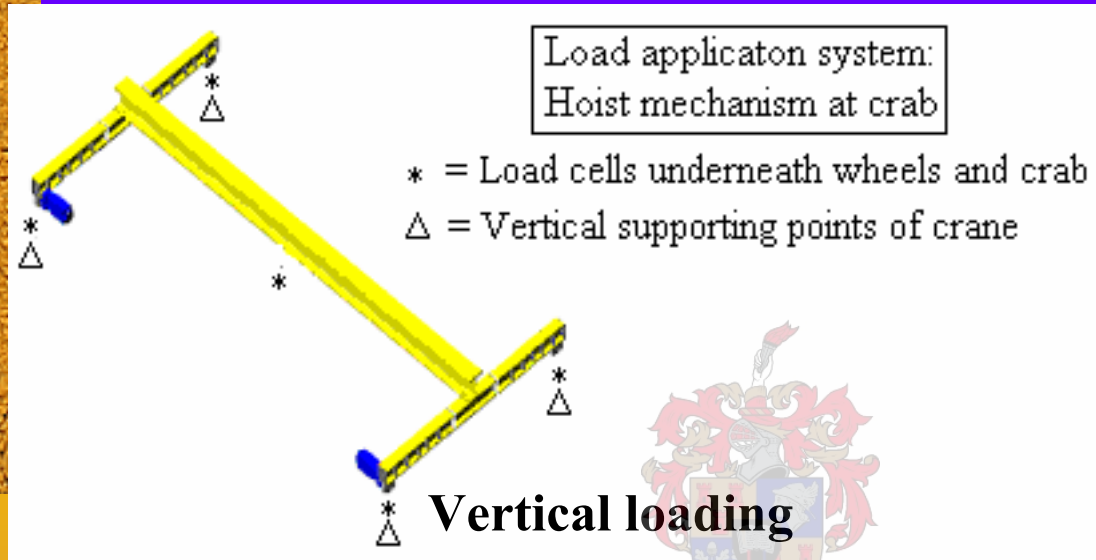 Load applicaton system:
Hoist mechanism at crab
* = Load cells underneath wheels and crab
△ = Vertical supporting points of crane
Vertical loading